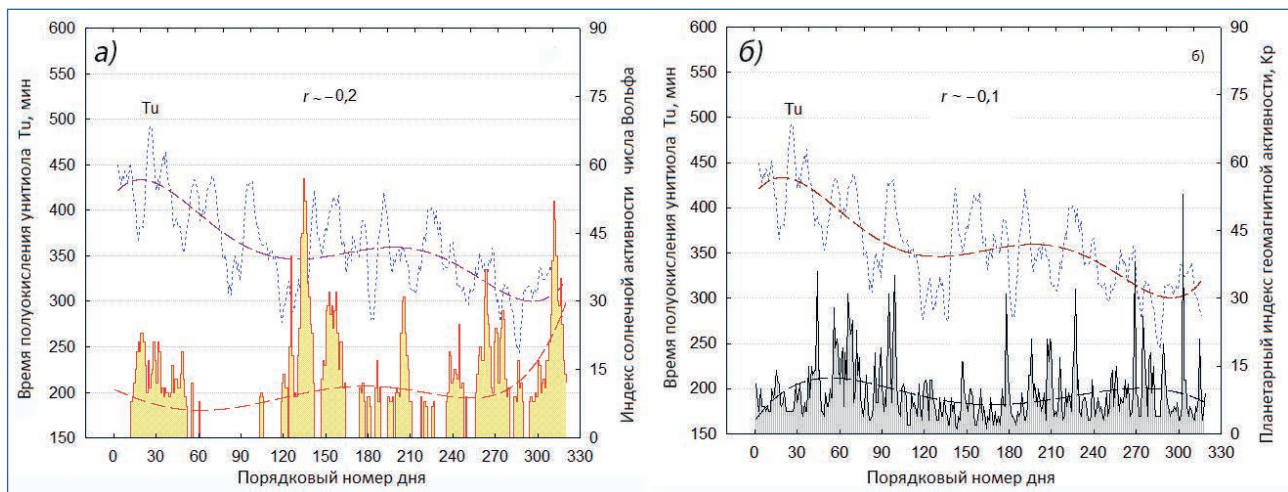 а)
Время полуокисления унитиола Tu, мин
600
550
500
450
400
350
300
250
200
150
Tu
r ~ −0,2
90
75
60
45
30
15
0
Индекс солнечной активности числа Вольфа
0 30 60 90 120 150 180 210 240 270 300 330
Порядковый номер дня
б)
б)
Время полуокисления унитиола Tu, мин
600
550
500
450
400
350
300
250
200
150
Tu
r ~ −0,1
90
75
60
45
30
15
0
Планетарный индекс геомагнитной активности, Kp
0 30 60 90 120 150 180 210 240 270 300 330
Порядковый номер дня